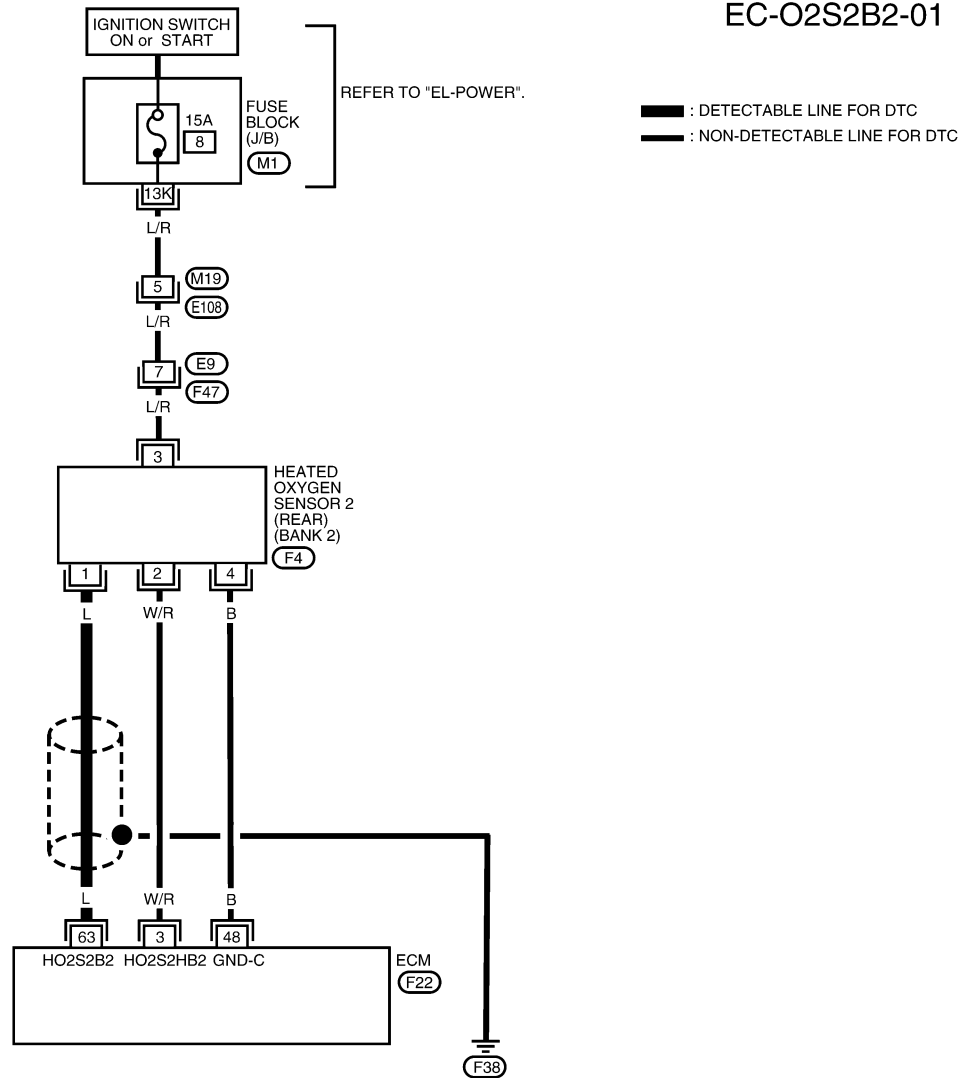 EC-O2S2B2-01
IGNITION SWITCH
ON or START
REFER TO "EL-POWER".
FUSE
BLOCK
(J/B)
15A
8
M1
: DETECTABLE LINE FOR DTC
: NON-DETECTABLE LINE FOR DTC
13K
L/R
5
M19
E108
L/R
7
E9
F47
L/R
3
HEATED
OXYGEN
SENSOR 2
(REAR)
(BANK 2)
F4
1 2 4
L W/R B
L W/R B
63 3 48
HO2S2B2 HO2S2HB2 GND-C
ECM
F22
F38